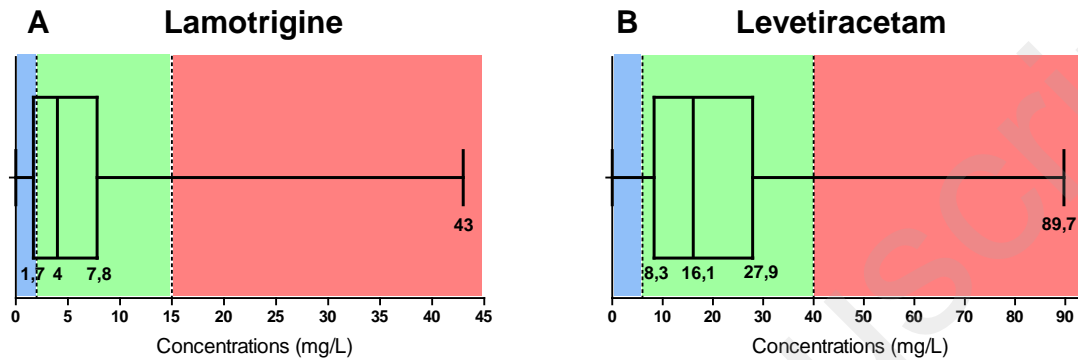 A Lamotrigine
1,7 4 7,8
43
0 5 10 15 20 25 30 35 40 45
Concentrations (mg/L)
B Levetiracetam
8,3 16,1 27,9
89,7
0 10 20 30 40 50 60 70 80 90
Concentrations (mg/L)